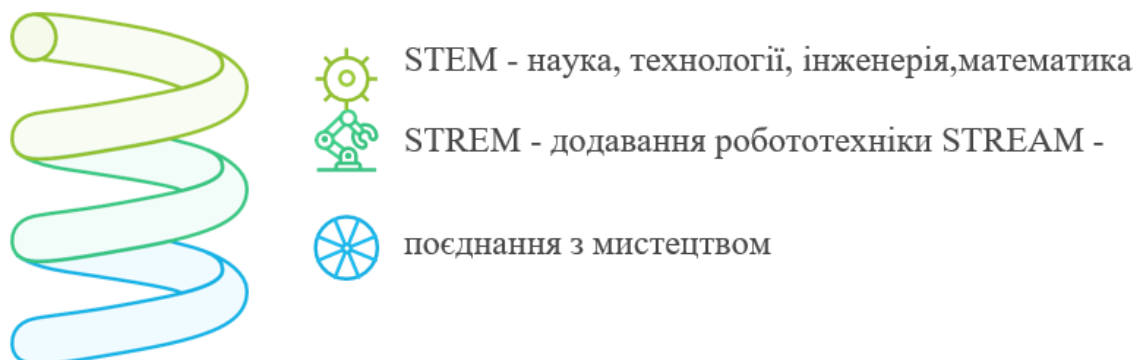 STEM - наука, технології, інженерія,математика
STREM - додавання робототехніки STREAM -
поєднання з мистецтвом